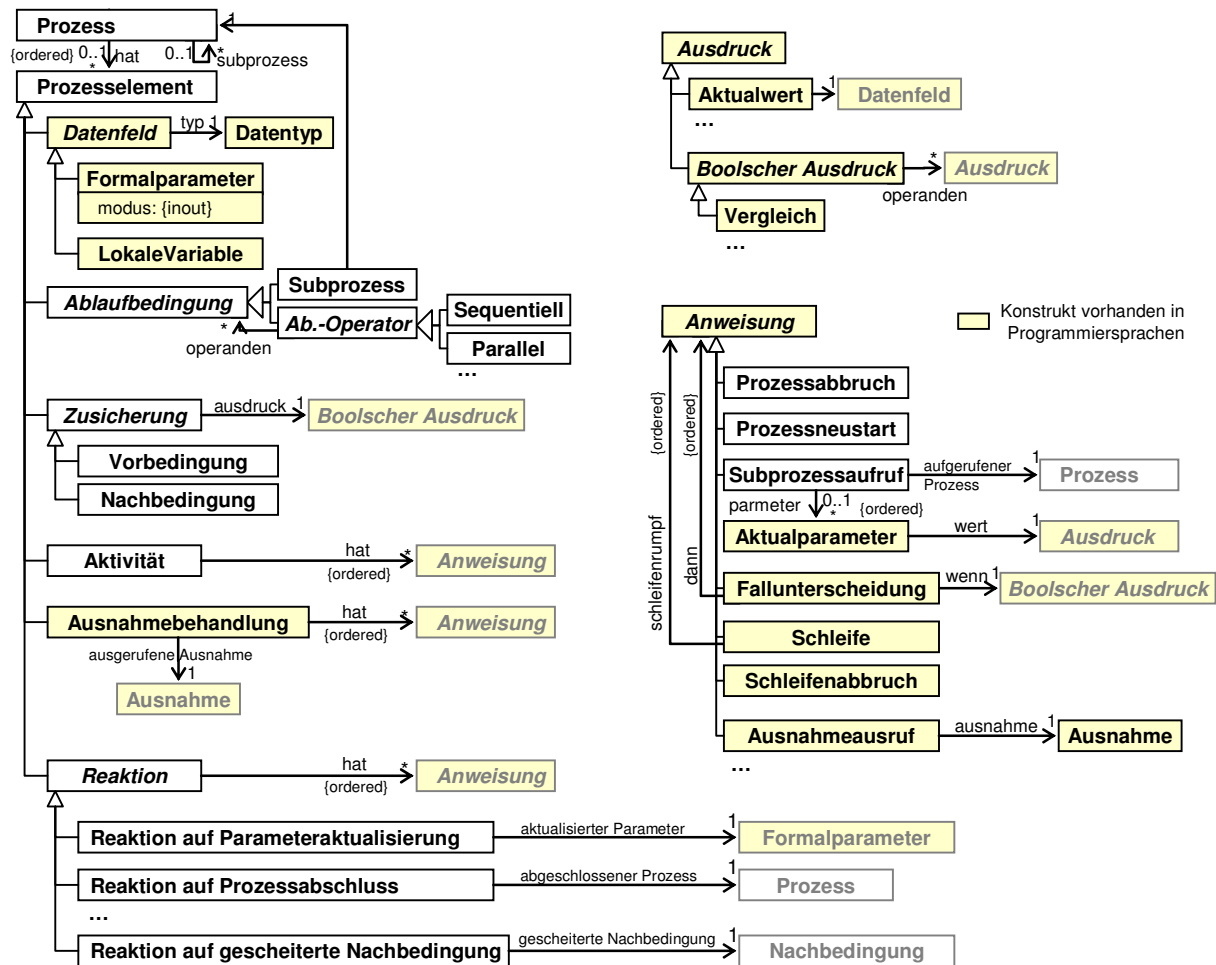 Prozess
1
{ordered}
0..1
hat
*
0..1
*
subprozess
Prozesselement
Datenfeld
typ
1
Datentyp
Formalparameter
modus: {inout}
LokaleVariable
Ablaufbedingung
Subprozess
Ab.-Operator
*
operanden
Sequentiell
Parallel
...
Zusicherung
ausdruck
1
Boolscher Ausdruck
Vorbedingung
Nachbedingung
Aktivität
hat
{ordered}
*
Anweisung
Ausnahmebehandlung
hat
{ordered}
*
Anweisung
ausgerufene Ausnahme
1
Ausnahme
Reaktion
hat
{ordered}
*
Anweisung
Reaktion auf Parameteraktualisierung
aktualisierter Parameter
1
Formalparameter
Reaktion auf Prozessabschluss
abgeschlossener Prozess
1
Prozess
...
Reaktion auf gescheiterte Nachbedingung
gescheiterte Nachbedingung
1
Nachbedingung
Ausdruck
Aktualwert
1
Datenfeld
...
Boolscher Ausdruck
*
operanden
Ausdruck
Vergleich
...
Konstrukt vorhanden in
Programmiersprachen
Anweisung
{ordered}
{ordered}
schleifenrumpf
dann
Prozessabbruch
Prozessneustart
Subprozessaufruf
aufgerufener
Prozess
1
Prozess
parmeter
0..1
*
{ordered}
Aktualparameter
wert
1
Ausdruck
Fallunterscheidung
wenn
1
Boolscher Ausdruck
Schleife
Schleifenabbruch
Ausnahmeausruf
ausnahme
1
Ausnahme
...